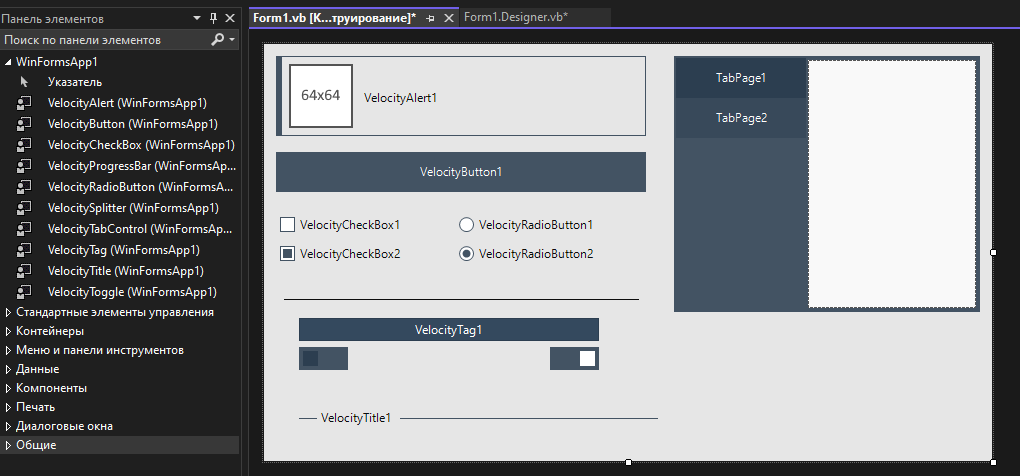 Панель элементов
Поиск по панели элементов
WinFormsApp1
Указатель
VelocityAlert (WinFormsApp1)
VelocityButton (WinFormsApp1)
VelocityCheckBox (WinFormsApp1)
VelocityProgressBar (WinFormsAp...
VelocityRadioButton (WinFormsA...
VelocitySplitter (WinFormsApp1)
VelocityTabControl (WinFormsAp...
VelocityTag (WinFormsApp1)
VelocityTitle (WinFormsApp1)
VelocityToggle (WinFormsApp1)
Стандартные элементы управления
Контейнеры
Меню и панели инструментов
Данные
Компоненты
Печать
Диалоговые окна
Общие
Form1.vb [К...труирование]*
Form1.Designer.vb*
64x64
VelocityAlert1
VelocityButton1
VelocityCheckBox1
VelocityRadioButton1
VelocityCheckBox2
VelocityRadioButton2
VelocityTag1
VelocityTitle1
TabPage1
TabPage2